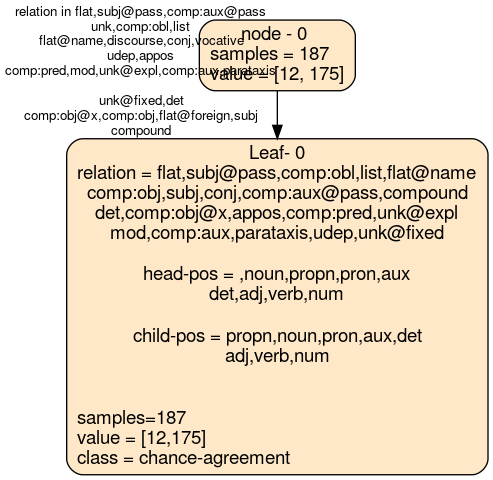 relation in flat,subj@pass,comp:aux@pass
unk,comp:obl,list
flat@name,discourse,conj,vocative
udep,appos
comp:pred,mod,unk@expl,comp:aux,parataxis
unk@fixed,det
comp:obj@x,comp:obj,flat@foreign,subj
compound
node - 0
samples = 187
value = [12, 175]
Leaf- 0
relation = flat,subj@pass,comp:obl,list,flat@name
comp:obj,subj,conj,comp:aux@pass,compound
det,comp:obj@x,appos,comp:pred,unk@expl
mod,comp:aux,parataxis,udep,unk@fixed
head-pos = ,noun,propn,pron,aux
det,adj,verb,num
child-pos = propn,noun,pron,aux,det
adj,verb,num
samples=187
value = [12,175]
class = chance-agreement